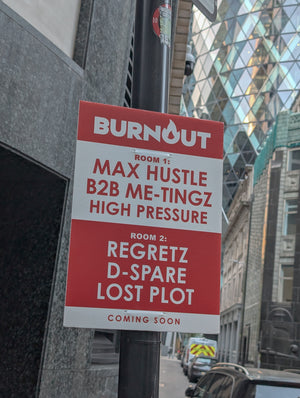 BURNOUT
ROOM 1:
MAX HUSTLE
B2B ME-TINGZ
HIGH PRESSURE
ROOM 2:
REGRETZ
D-SPARE
LOST PLOT
COMING SOON